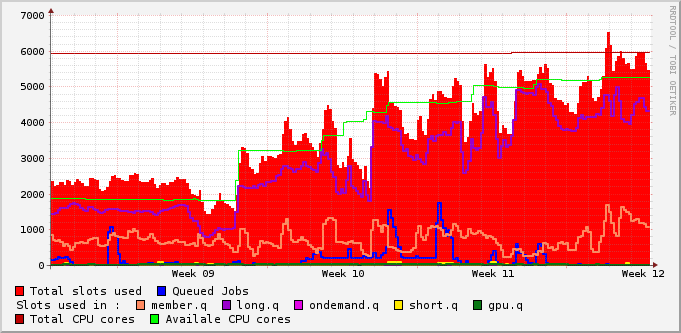 7000
6000
5000
4000
3000
2000
1000
0
Week 09 Week 10 Week 11 Week 12
Total slots used Queued Jobs
Slots used in : member.q long.q ondemand.q short.q gpu.q
Total CPU cores Availale CPU cores
RRDTOOL / TOBI OETIKER